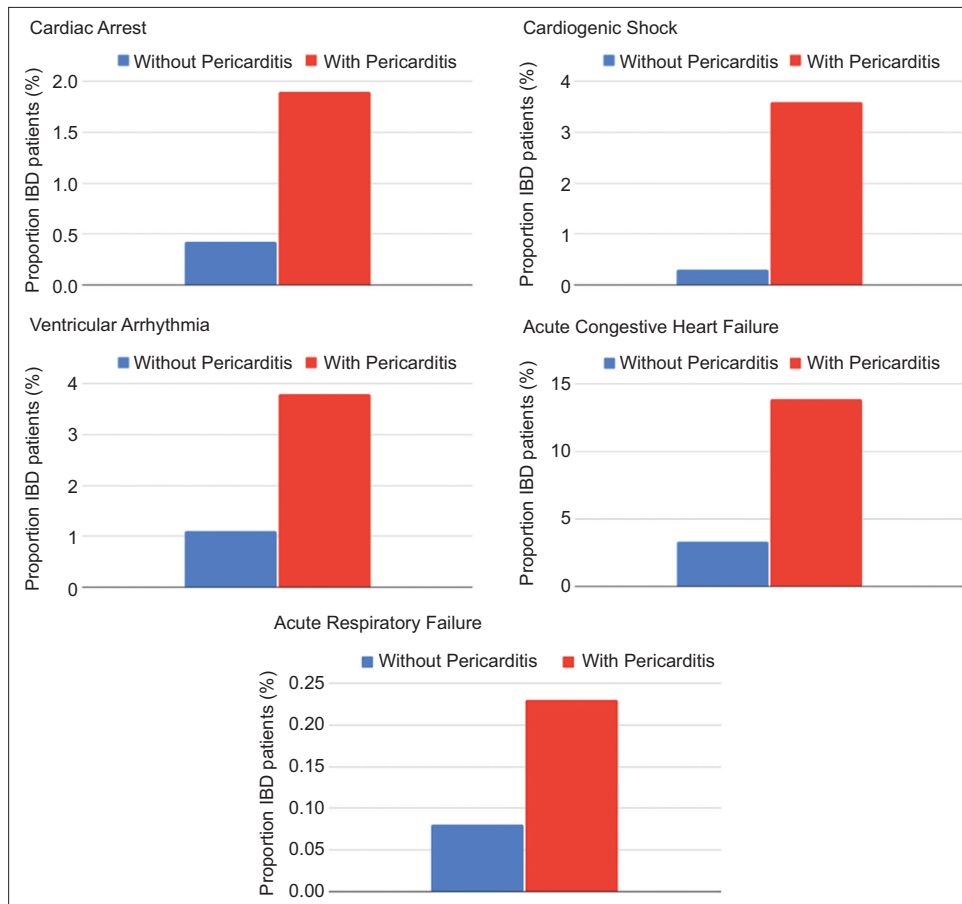 Cardiac Arrest
Without Pericarditis With Pericarditis
Proportion IBD patients (%)
2.0
1.5
1.0
0.5
0.0
Cardiogenic Shock
Without Pericarditis With Pericarditis
Proportion IBD patients (%)
4
3
2
1
0
Ventricular Arrhythmia
Without Pericarditis With Pericarditis
Proportion IBD patients (%)
4
3
2
1
0
Acute Congestive Heart Failure
Without Pericarditis With Pericarditis
Proportion IBD patients (%)
15
10
5
0
Acute Respiratory Failure
Without Pericarditis With Pericarditis
Proportion IBD patients (%)
0.25
0.20
0.15
0.10
0.05
0.00